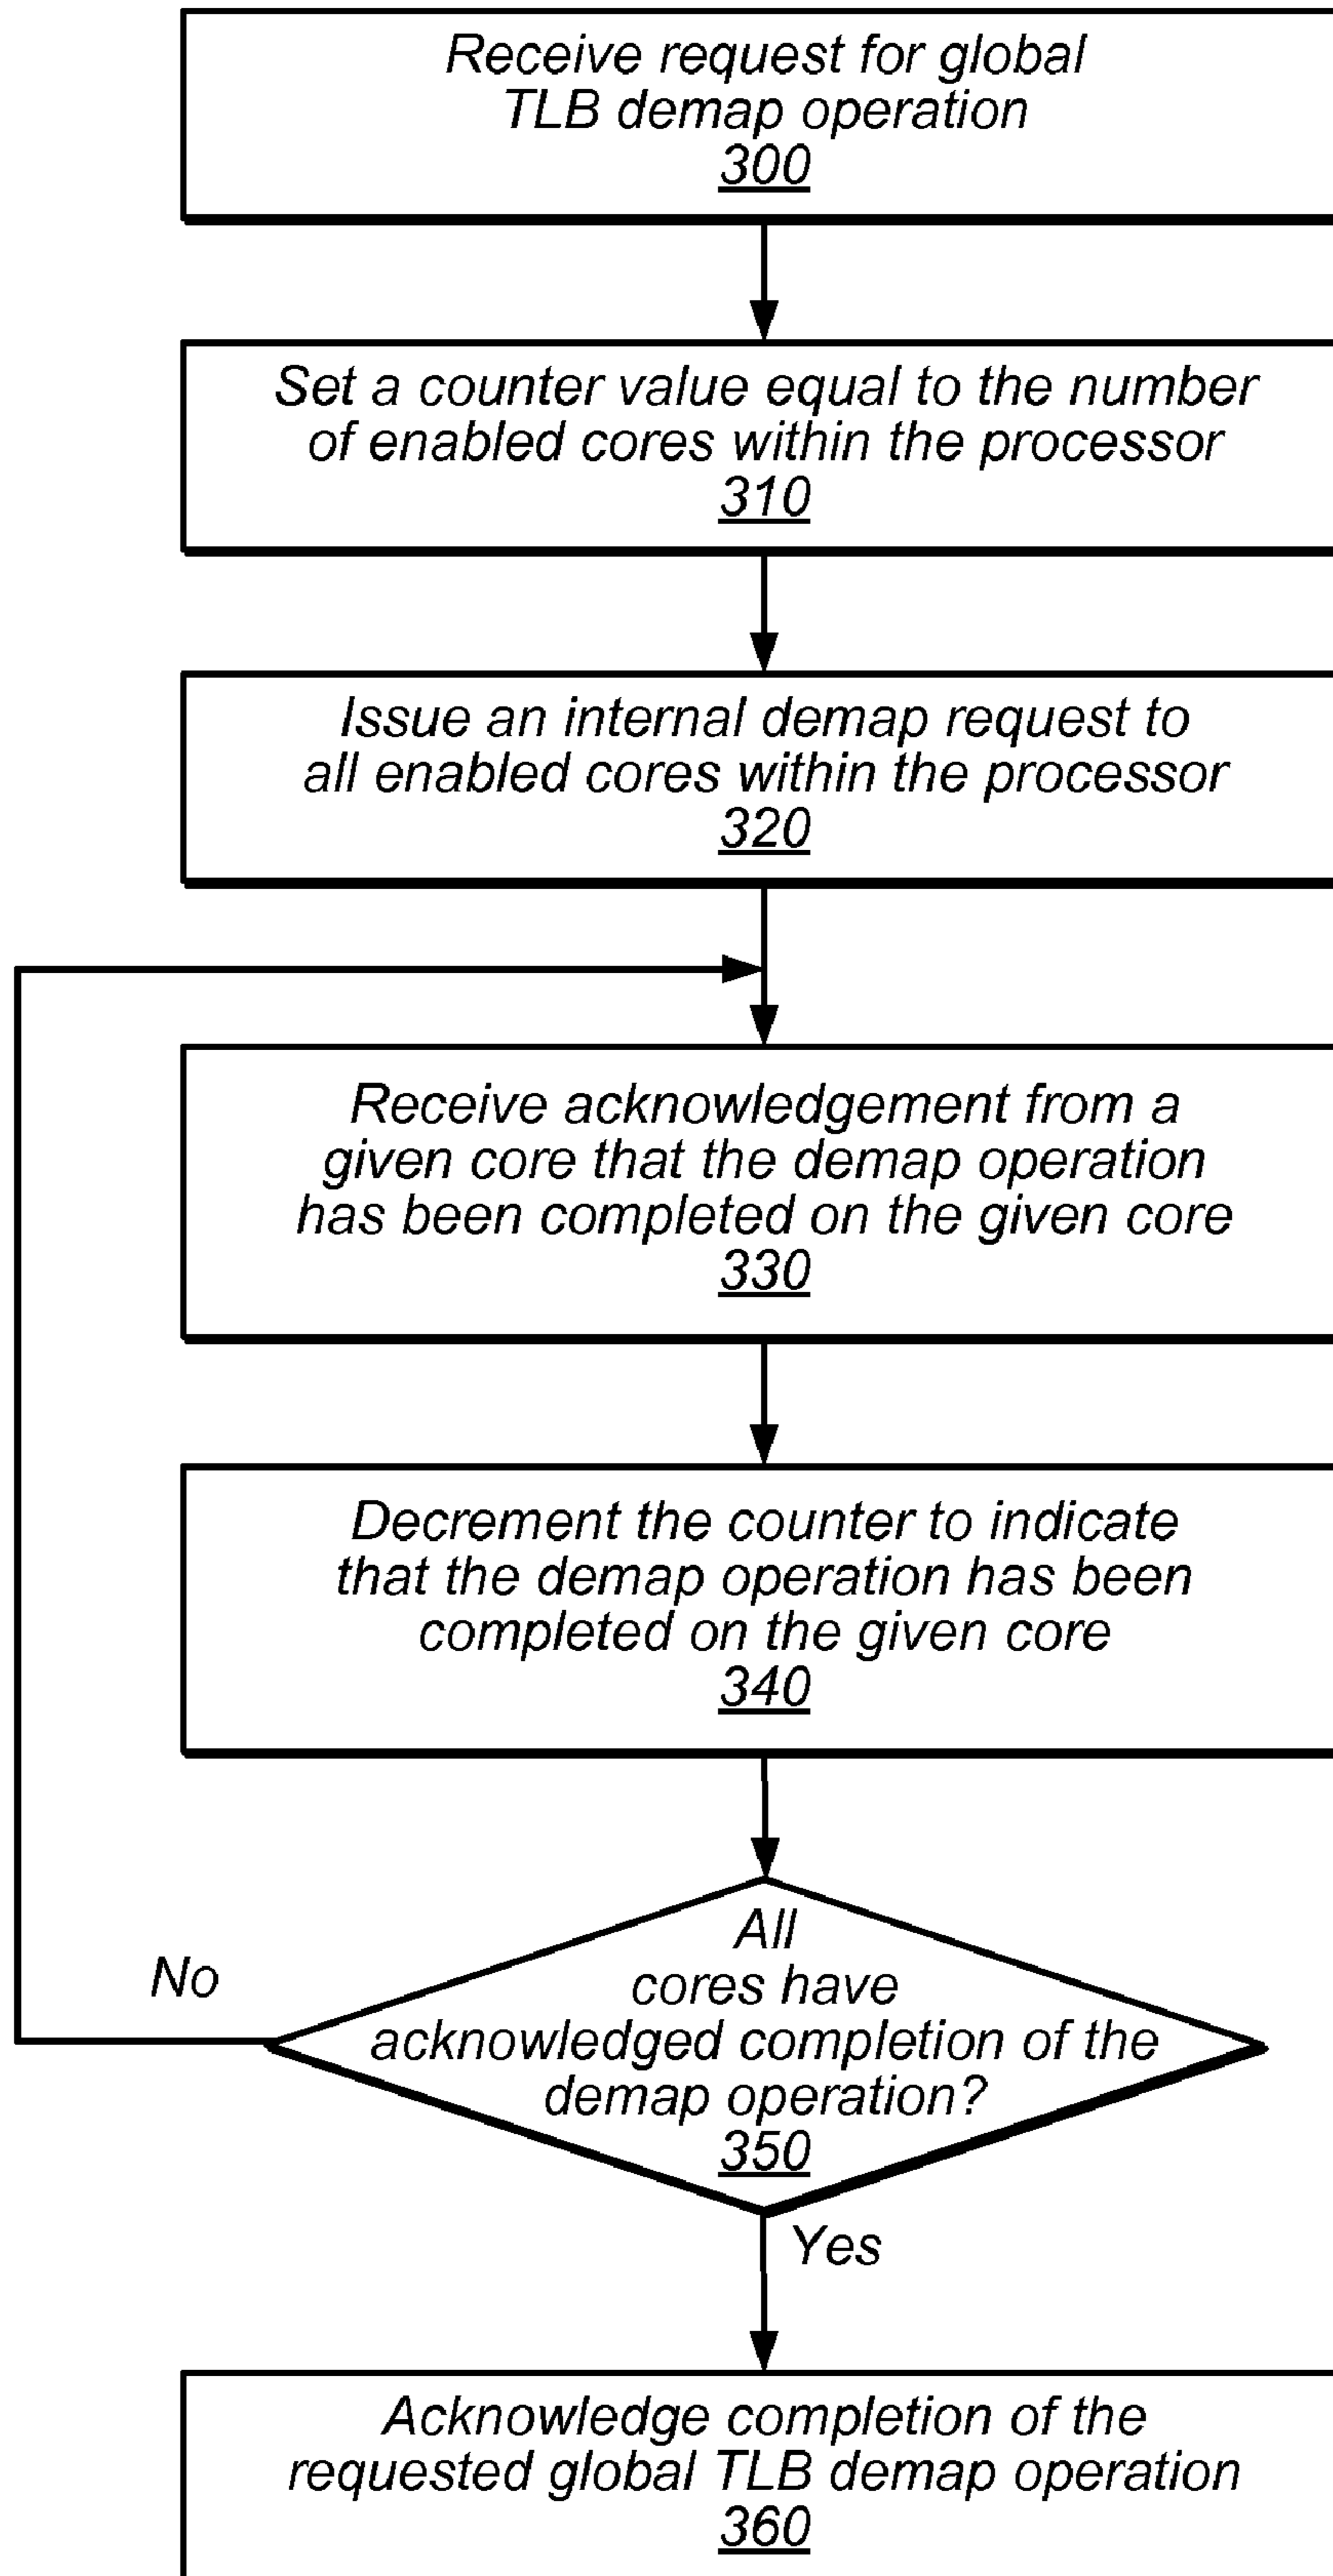 Receive request for global
TLB demap operation
300
Set a counter value equal to the number
of enabled cores within the processor
310
Issue an internal demap request to
all enabled cores within the processor
320
Receive acknowledgement from a
given core that the demap operation
has been completed on the given core
330
Decrement the counter to indicate
that the demap operation has been
completed on the given core
340
All
cores have
acknowledged completion of the
demap operation?
350
No
Yes
Acknowledge completion of the
requested global TLB demap operation
360